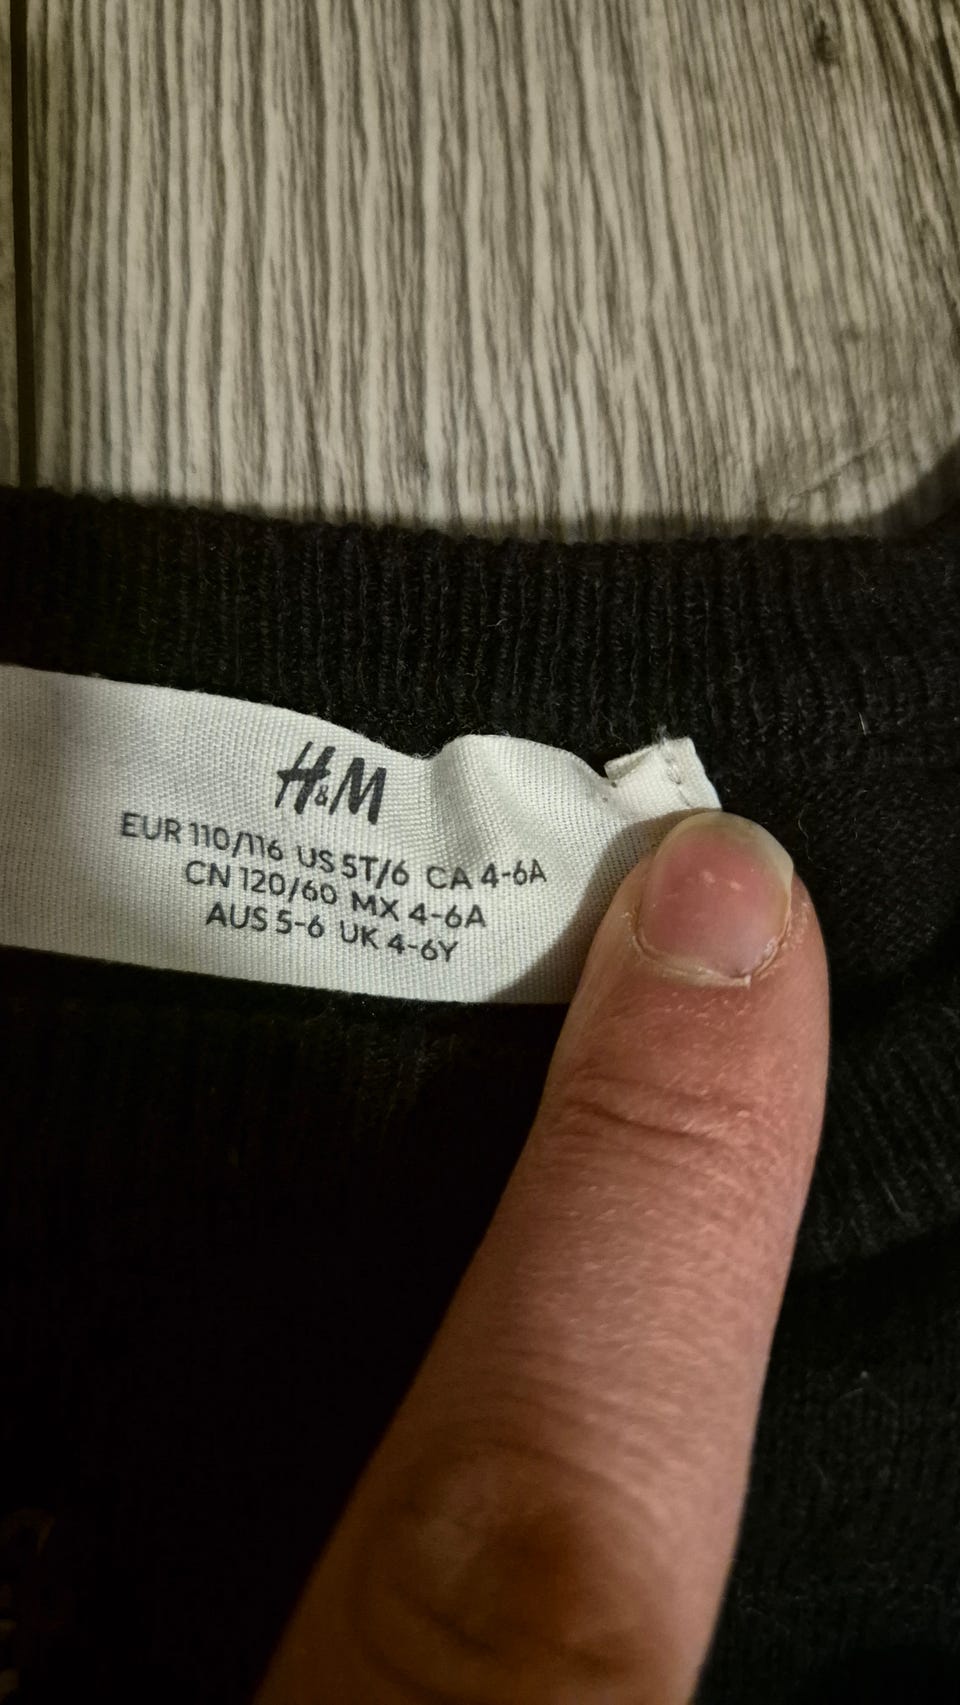 H&M
EUR 110/116 US 5T/6 CA 4-6A
CN 120/60 MX 4-6A
AUS 5-6 UK 4-6Y